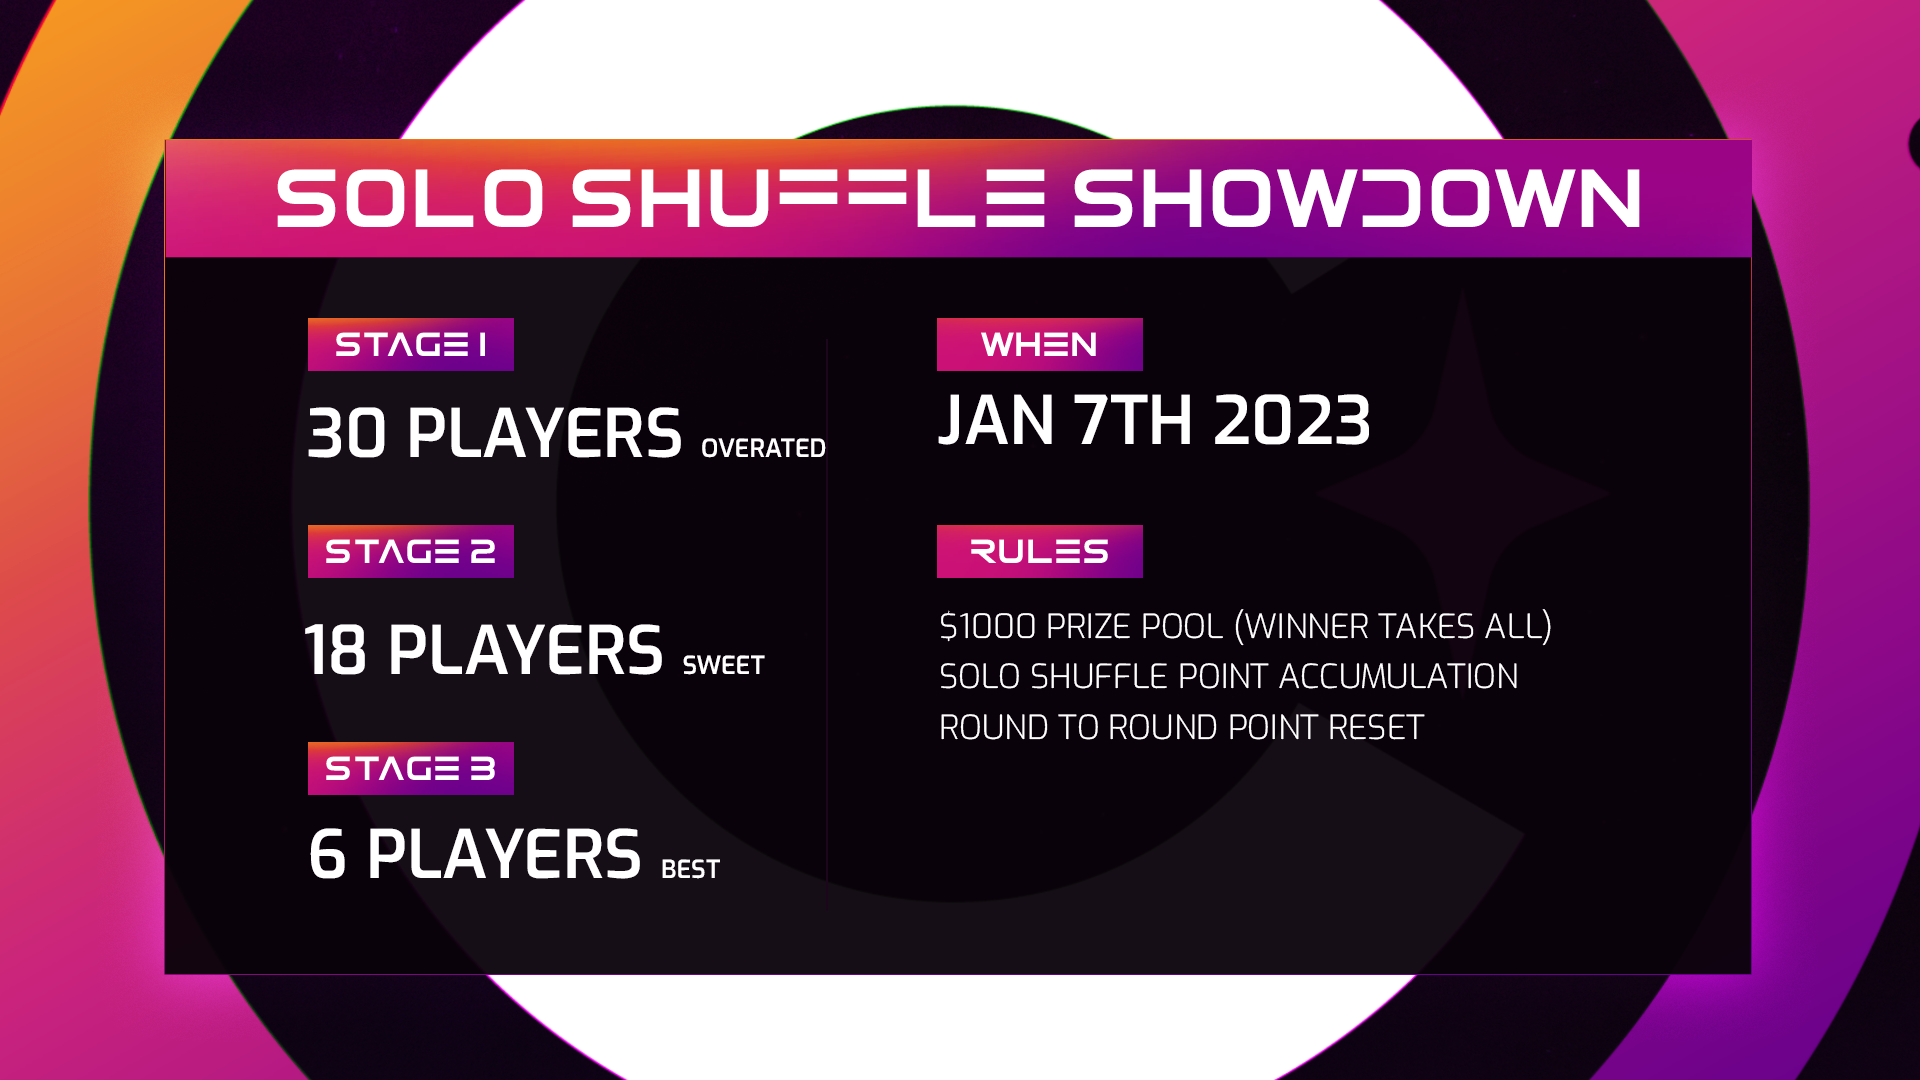 SOLO SHUFFLE SHOWDOWN
STAGE 1
30 PLAYERS OVERATED
STAGE 2
18 PLAYERS SWEET
STAGE 3
6 PLAYERS BEST
WHEN
JAN 7TH 2023
RULES
$1000 PRIZE POOL (WINNER TAKES ALL)
SOLO SHUFFLE POINT ACCUMULATION
ROUND TO ROUND POINT RESET